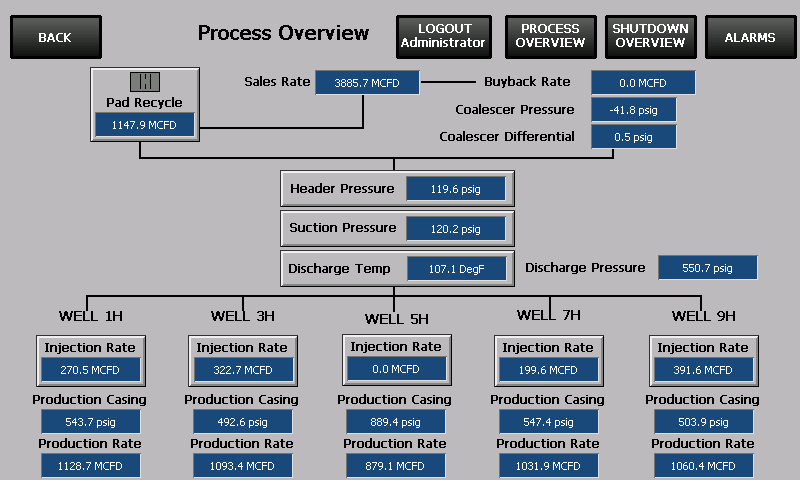 BACK
Process Overview
LOGOUT
Administrator
PROCESS
OVERVIEW
SHUTDOWN
OVERVIEW
ALARMS
Pad Recycle
1147.9 MCFD
Sales Rate 3885.7 MCFD
Buyback Rate 0.0 MCFD
Coalescer Pressure -41.8 psig
Coalescer Differential 0.5 psig
Header Pressure 119.6 psig
Suction Pressure 120.2 psig
Discharge Temp 107.1 DegF
Discharge Pressure 550.7 psig
WELL 1H
Injection Rate
270.5 MCFD
Production Casing
543.7 psig
Production Rate
1128.7 MCFD
WELL 3H
Injection Rate
322.7 MCFD
Production Casing
492.6 psig
Production Rate
1093.4 MCFD
WELL 5H
Injection Rate
0.0 MCFD
Production Casing
889.4 psig
Production Rate
879.1 MCFD
WELL 7H
Injection Rate
199.6 MCFD
Production Casing
547.4 psig
Production Rate
1031.9 MCFD
WELL 9H
Injection Rate
391.6 MCFD
Production Casing
503.9 psig
Production Rate
1060.4 MCFD